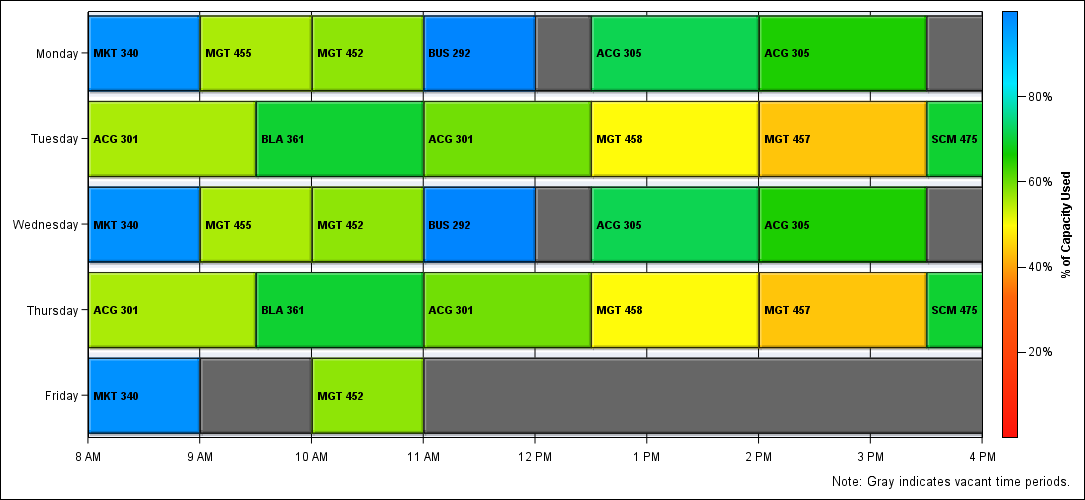 Monday MKT 340 MGT 455 MGT 452 BUS 292 ACG 305 ACG 305
Tuesday ACG 301 BLA 361 ACG 301 MGT 458 MGT 457 SCM 475
Wednesday MKT 340 MGT 455 MGT 452 BUS 292 ACG 305 ACG 305
Thursday ACG 301 BLA 361 ACG 301 MGT 458 MGT 457 SCM 475
Friday MKT 340 MGT 452
8 AM 9 AM 10 AM 11 AM 12 PM 1 PM 2 PM 3 PM 4 PM
80%
60%
40%
20%
% of Capacity Used
Note: Gray indicates vacant time periods.